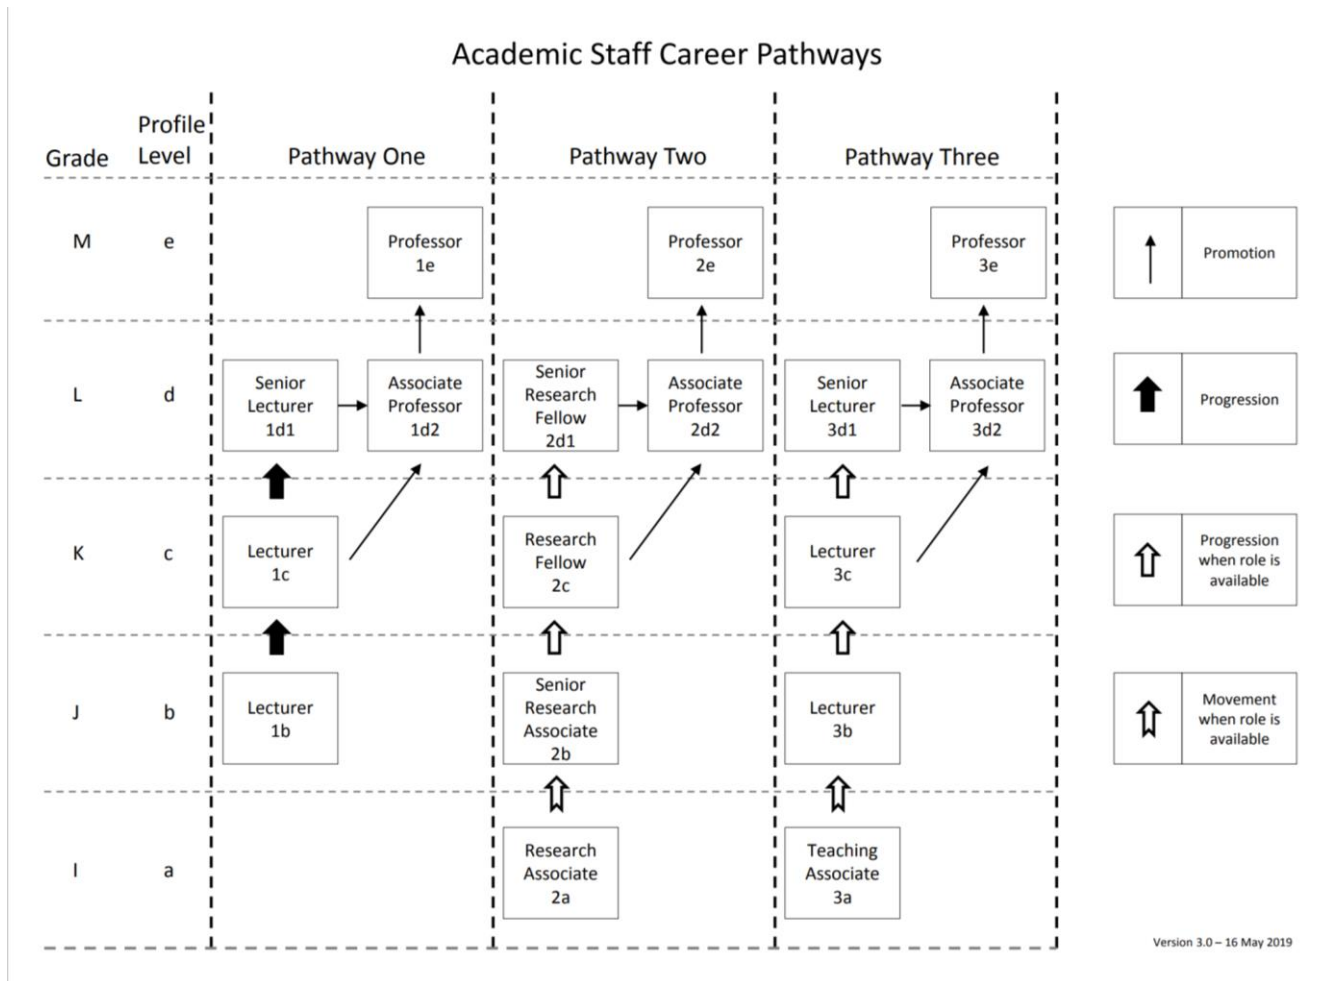 Academic Staff Career Pathways
Grade
Profile
Level
Pathway One
Pathway Two
Pathway Three
M
e
Professor
1e
Professor
2e
Professor
3e
Promotion
L
d
Senior
Lecturer
1d1
Associate
Professor
1d2
Senior
Research
Fellow
2d1
Associate
Professor
2d2
Senior
Lecturer
3d1
Associate
Professor
3d2
Progression
K
c
Lecturer
1c
Research
Fellow
2c
Lecturer
3c
Progression
when role is
available
J
b
Lecturer
1b
Senior
Research
Associate
2b
Lecturer
3b
Movement
when role is
available
I
a
Research
Associate
2a
Teaching
Associate
3a
Version 3.0 – 16 May 2019